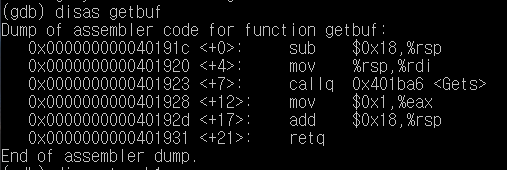 (gdb) disas getbuf
Dump of assembler code for function getbuf:
   0x000000000040191c <+0>:     sub    $0x18,%rsp
   0x0000000000401920 <+4>:     mov    %rsp,%rdi
   0x0000000000401923 <+7>:     callq  0x401ba6 <Gets>
   0x0000000000401928 <+12>:    mov    $0x1,%eax
   0x000000000040192d <+17>:    add    $0x18,%rsp
   0x0000000000401931 <+21>:    retq
End of assembler dump.